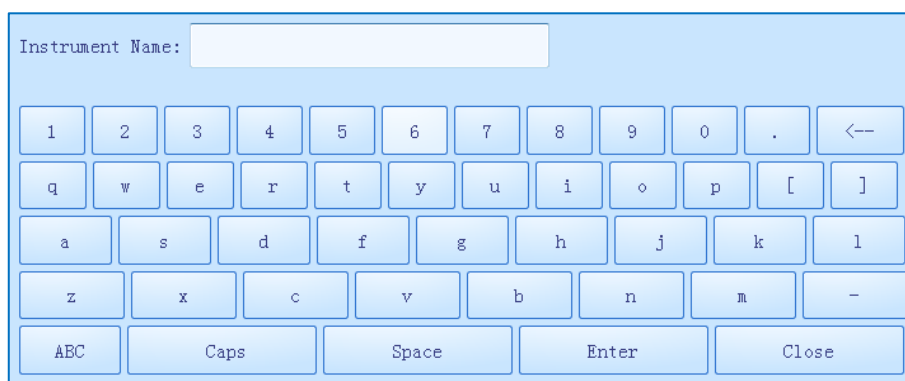 Instrument Name:
1 2 3 4 5 6 7 8 9 0 . <--
q w e r t y u i o p [ ]
a s d f g h j k l
z x c v b n m -
ABC Caps Space Enter Close